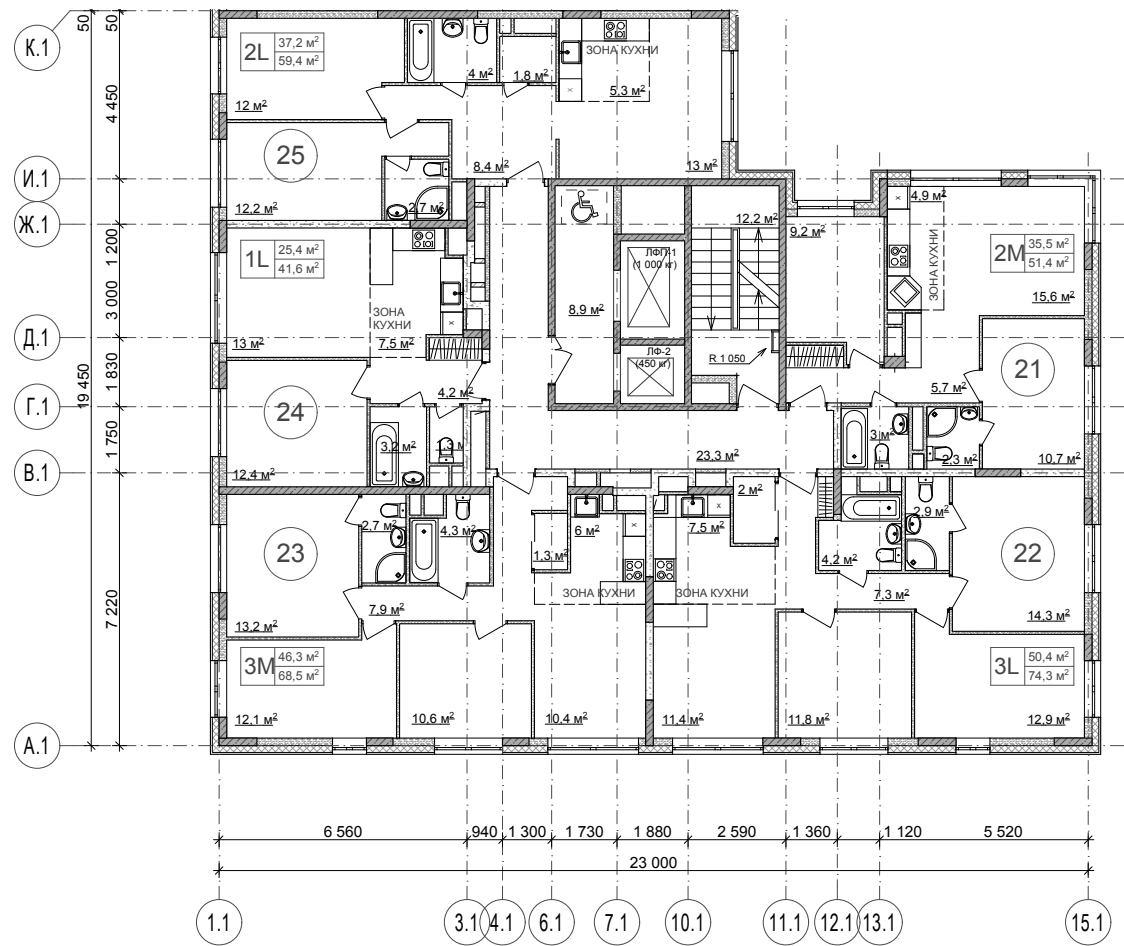 К.1
И.1
Ж.1
Д.1
Г.1
В.1
А.1
50
50
4 450
1 200
3 000
1 830
1 750
7 220
19 450
2L
37,2 м²
59,4 м²
12 м²
4 м²
1,8 м²
ЗОНА КУХНИ
5,3 м²
25
8,4 м²
13 м²
12,2 м²
2,7 м²
1L
25,4 м²
41,6 м²
ЗОНА
КУХНИ
13 м²
7,5 м²
4,2 м²
24
3,2 м²
1,3 м²
12,4 м²
8,9 м²
ЛФП-1
(1 000 кг)
ЛФ-2
(450 кг)
12,2 м²
R 1 050
23,3 м²
9,2 м²
4,9 м²
ЗОНА КУХНИ
2M
35,5 м²
51,4 м²
15,6 м²
21
5,7 м²
3 м²
2,3 м²
10,7 м²
23
2,7 м²
4,3 м²
1,3 м²
6 м²
7,5 м²
2 м²
4,2 м²
2,9 м²
22
ЗОНА КУХНИ
ЗОНА КУХНИ
13,2 м²
7,9 м²
7,3 м²
14,3 м²
3M
46,3 м²
68,5 м²
3L
50,4 м²
74,3 м²
12,1 м²
10,6 м²
10,4 м²
11,4 м²
11,8 м²
12,9 м²
6 560
940
1 300
1 730
1 880
2 590
1 360
1 120
5 520
23 000
1.1
3.1
4.1
6.1
7.1
10.1
11.1
12.1
13.1
15.1